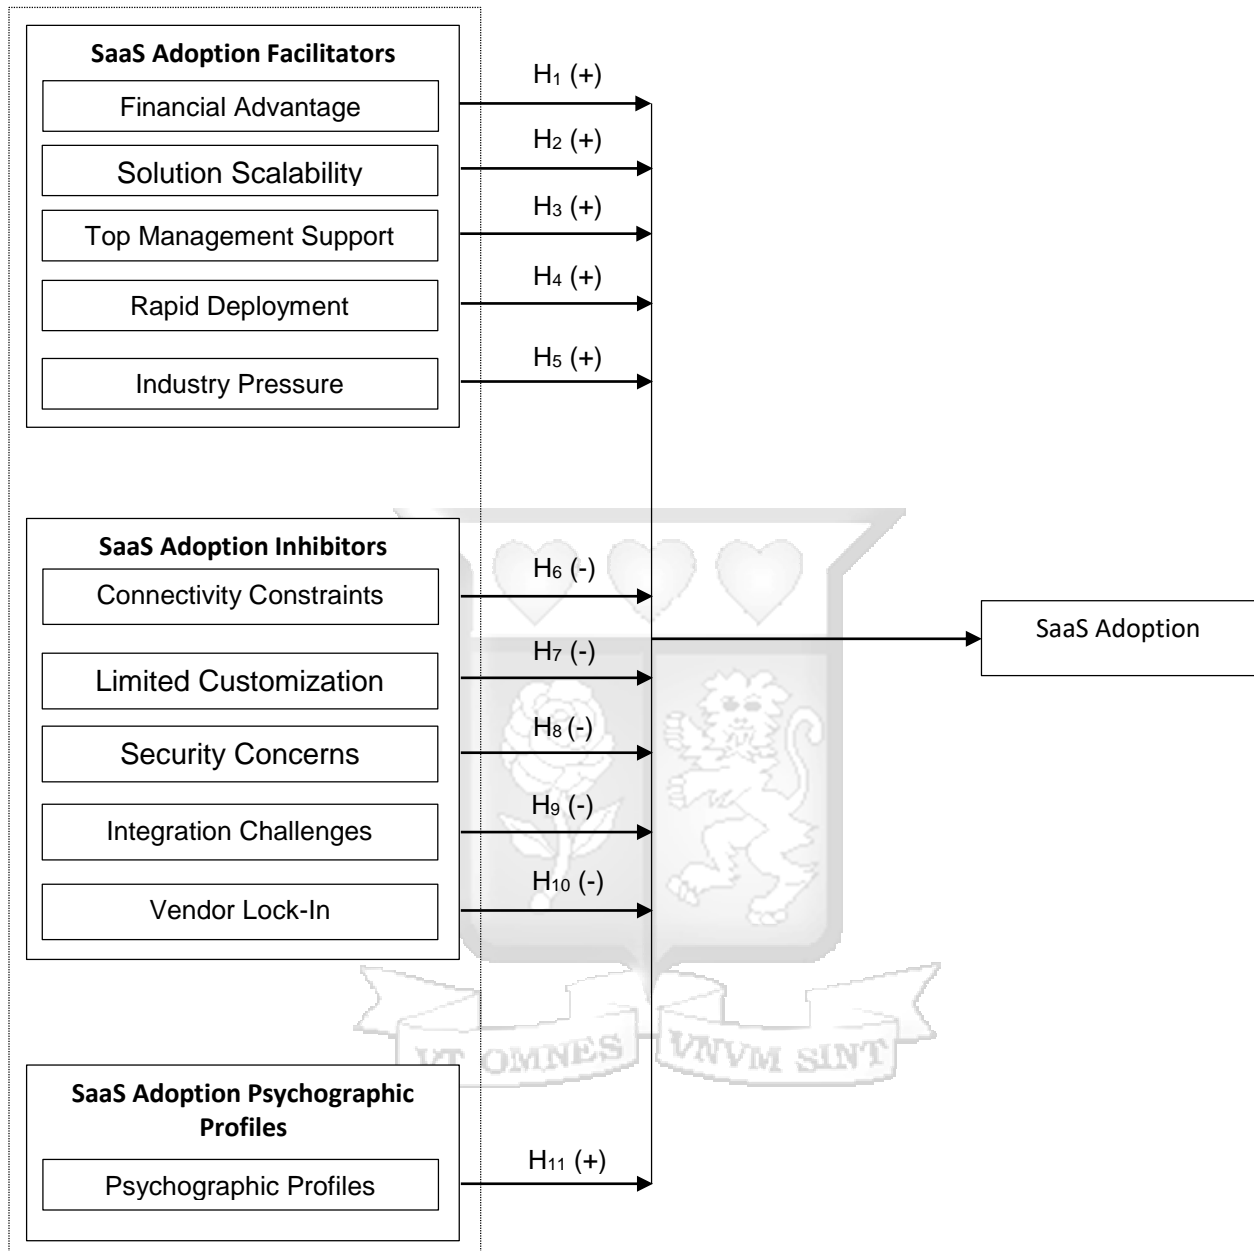 SaaS Adoption Facilitators
Financial Advantage
H₁ (+)
Solution Scalability
H₂ (+)
Top Management Support
H₃ (+)
Rapid Deployment
H₄ (+)
Industry Pressure
H₅ (+)
SaaS Adoption Inhibitors
Connectivity Constraints
H₆ (-)
Limited Customization
H₇ (-)
Security Concerns
H₈ (-)
Integration Challenges
H₉ (-)
Vendor Lock-In
H₁₀ (-)
SaaS Adoption
VT OMNES VNVM SINT
SaaS Adoption Psychographic
Profiles
Psychographic Profiles
H₁₁ (+)